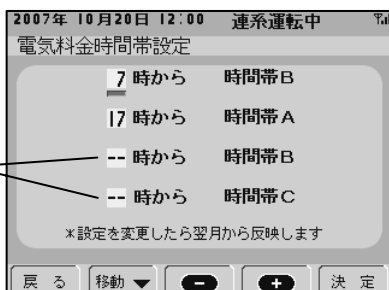 2007年 10月20日 12:00 連系運転中
電気料金時間帯設定
7 時から 時間帯B
17 時から 時間帯A
-- 時から 時間帯B
-- 時から 時間帯C
*設定を変更したら翌月から反映します
戻る 移動▼ - + 決定